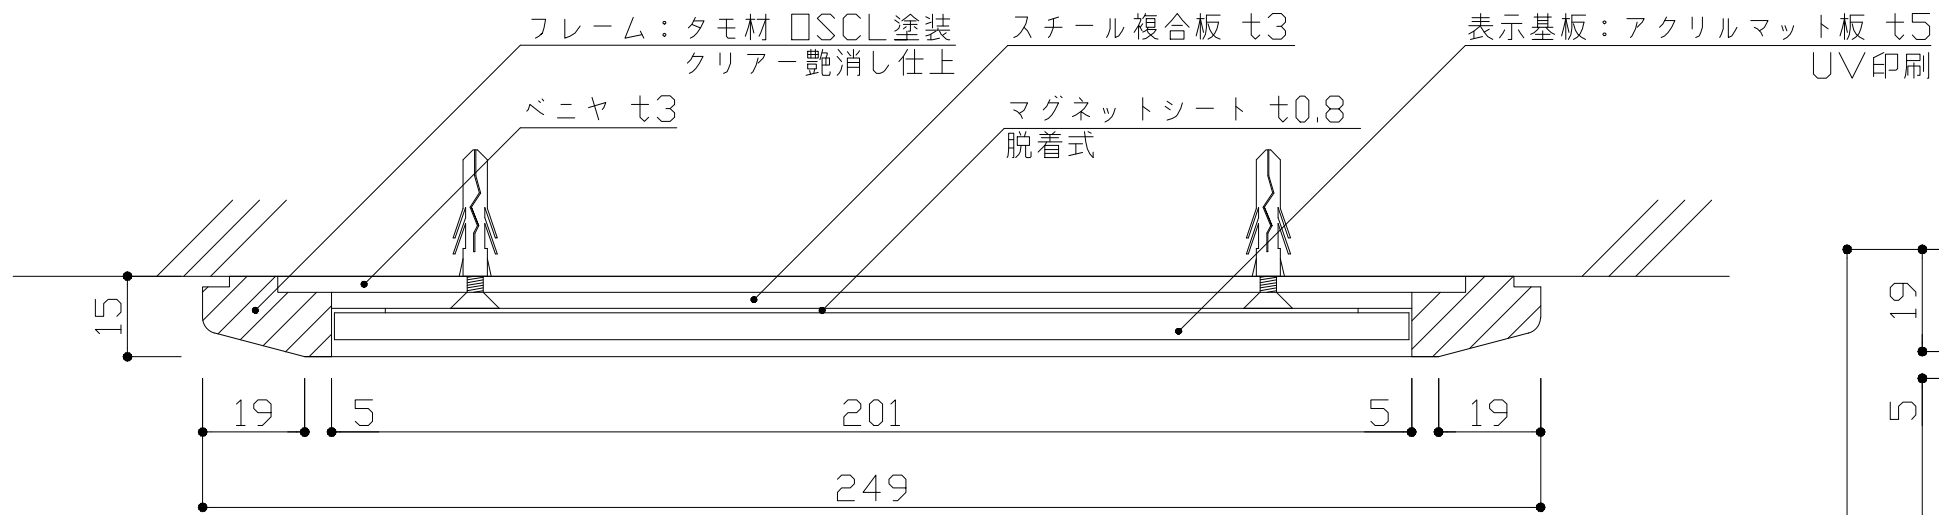 フレーム：タモ材 OSCL塗装
クリアー艶消し仕上
スチール複合板 t3
表示基板：アクリルマット板 t5
UV印刷
ベニヤ t3
マグネットシート t0.8
脱着式
15
19
5
201
5
19
249
19
5